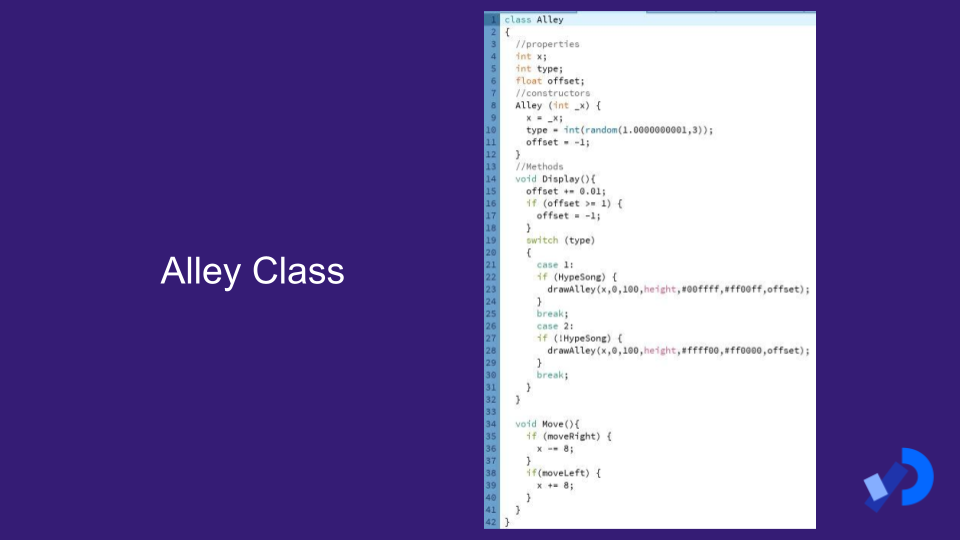 Alley Class
1 class Alley
2 {
3 //properties
4 int x;
5 int type;
6 float offset;
7 //constructors
8 Alley (int _x) {
9 x = _x;
10 type = int(random(1.0000000001,3));
11 offset = -1;
12 }
13 //Methods
14 void Display(){
15 offset += 0.01;
16 if (offset >= 1) {
17 offset = -1;
18 }
19 switch (type)
20 {
21 case 1:
22 if (HypeSong) {
23 drawAlley(x,0,100,height,#00ffff,#ff00ff,offset);
24 }
25 break;
26 case 2:
27 if (!HypeSong) {
28 drawAlley(x,0,100,height,#ffff00,#ff0000,offset);
29 }
30 break;
31 }
32 }
33
34 void Move(){
35 if (moveRight) {
36 x -= 8;
37 }
38 if(moveLeft) {
39 x += 8;
40 }
41 }
42 }